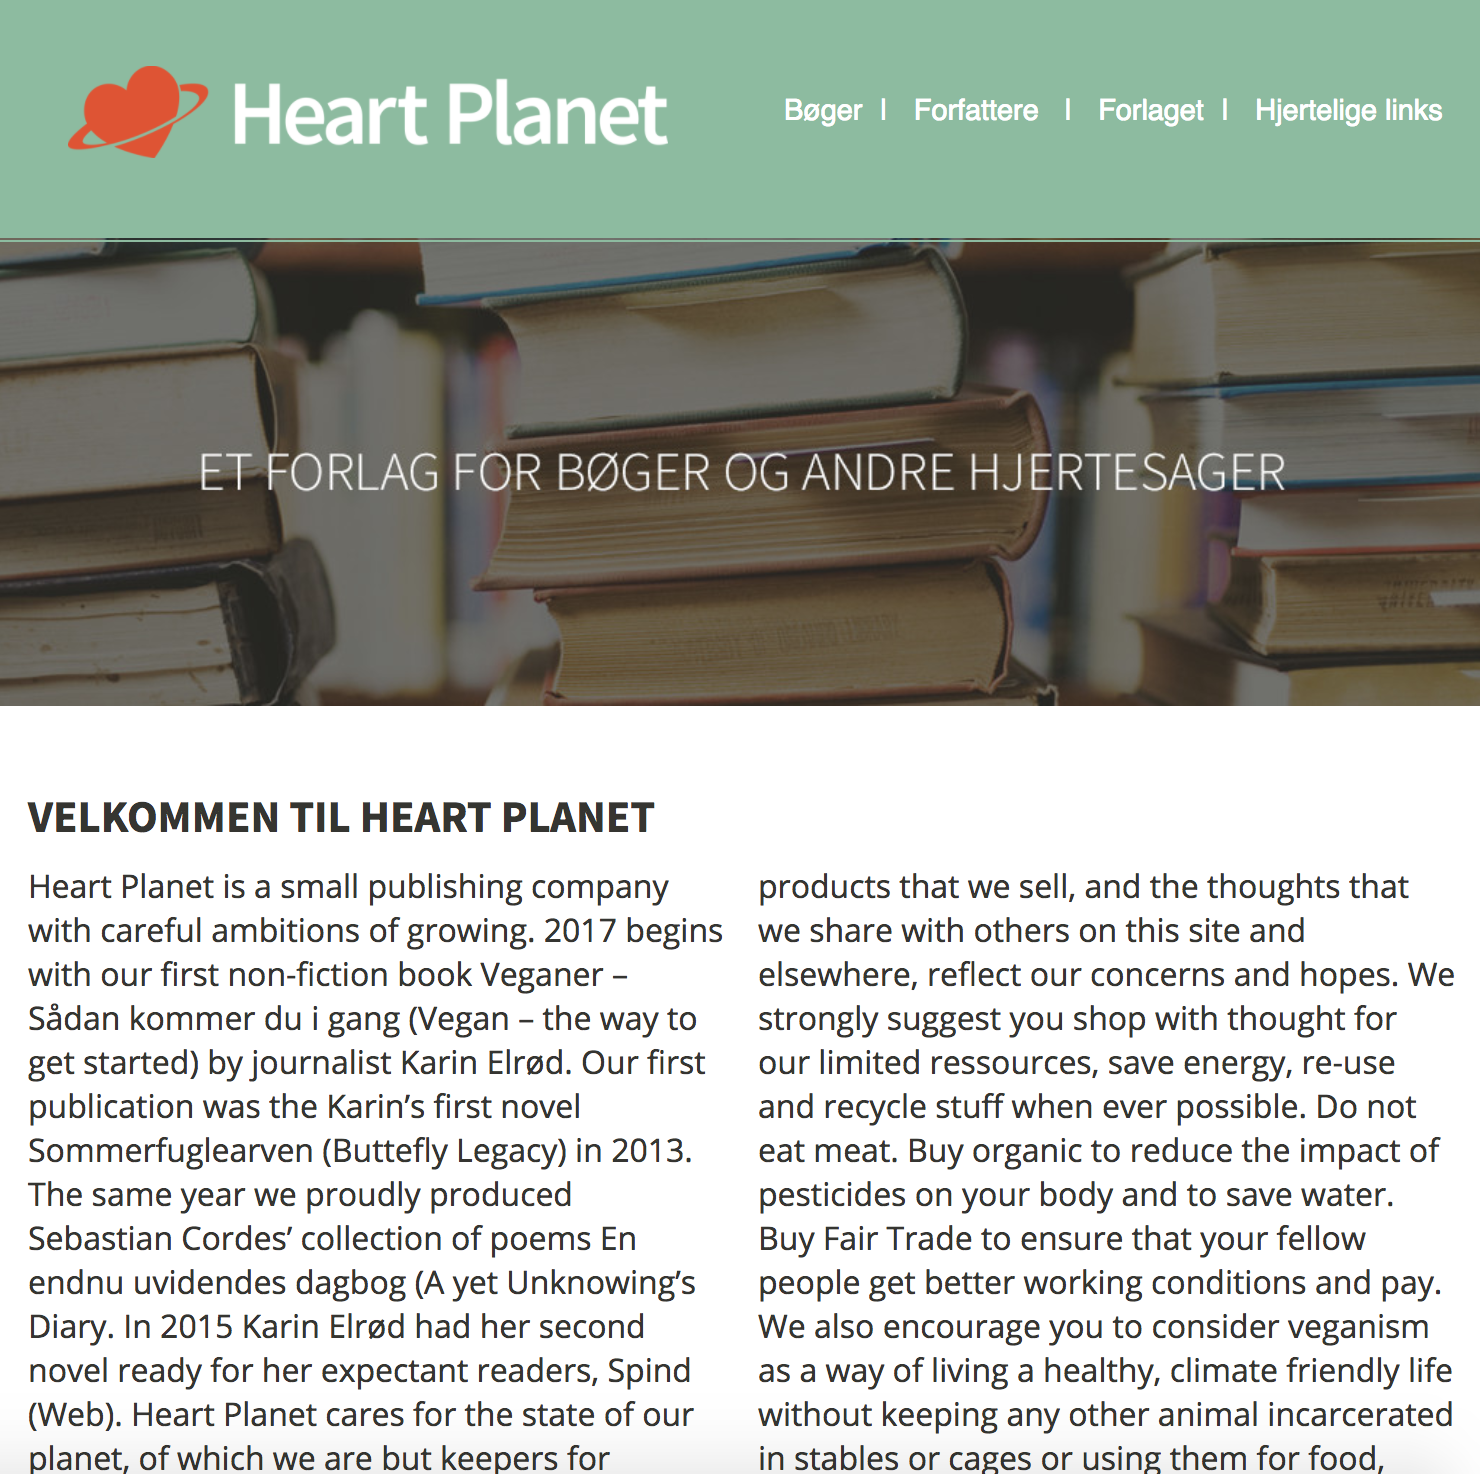 Heart Planet
Bøger | Forfattere | Forlaget | Hjertelige links
ET FORLAG FOR BØGER OG ANDRE HJERTESAGER
VELKOMMEN TIL HEART PLANET
Heart Planet is a small publishing company
with careful ambitions of growing. 2017 begins
with our first non-fiction book Veganer –
Sådan kommer du i gang (Vegan – the way to
get started) by journalist Karin Elrød. Our first
publication was the Karin’s first novel
Sommerfuglearven (Buttefly Legacy) in 2013.
The same year we proudly produced
Sebastian Cordes’ collection of poems En
endnu uvidendes dagbog (A yet Unknowing’s
Diary. In 2015 Karin Elrød had her second
novel ready for her expectant readers, Spind
(Web). Heart Planet cares for the state of our
planet, of which we are but keepers for
products that we sell, and the thoughts that
we share with others on this site and
elsewhere, reflect our concerns and hopes. We
strongly suggest you shop with thought for
our limited ressources, save energy, re-use
and recycle stuff when ever possible. Do not
eat meat. Buy organic to reduce the impact of
pesticides on your body and to save water.
Buy Fair Trade to ensure that your fellow
people get better working conditions and pay.
We also encourage you to consider veganism
as a way of living a healthy, climate friendly life
without keeping any other animal incarcerated
in stables or cages or using them for food,